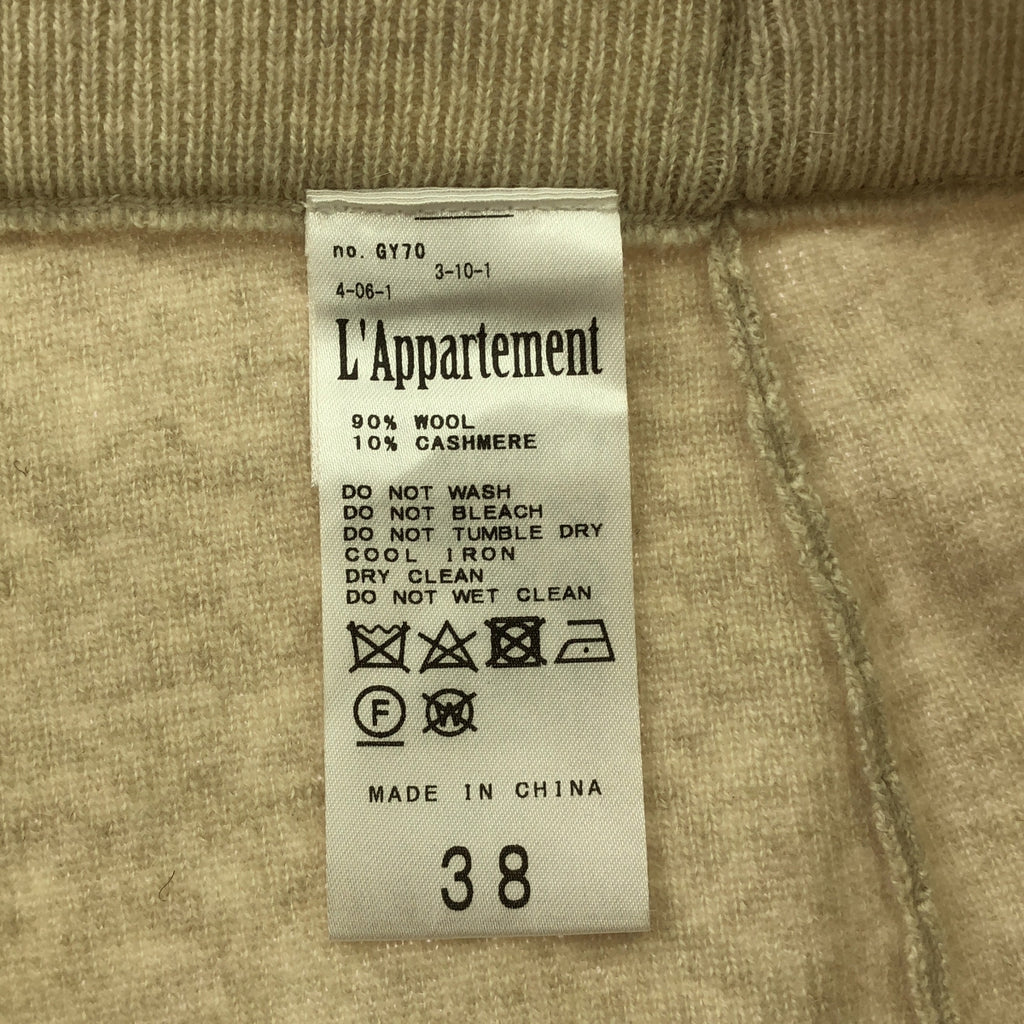 no. GY70
3-10-1
4-06-1
L'Appartement
90% WOOL
10% CASHMERE
DO NOT WASH
DO NOT BLEACH
DO NOT TUMBLE DRY
COOL IRON
DRY CLEAN
DO NOT WET CLEAN
F W
MADE IN CHINA
38